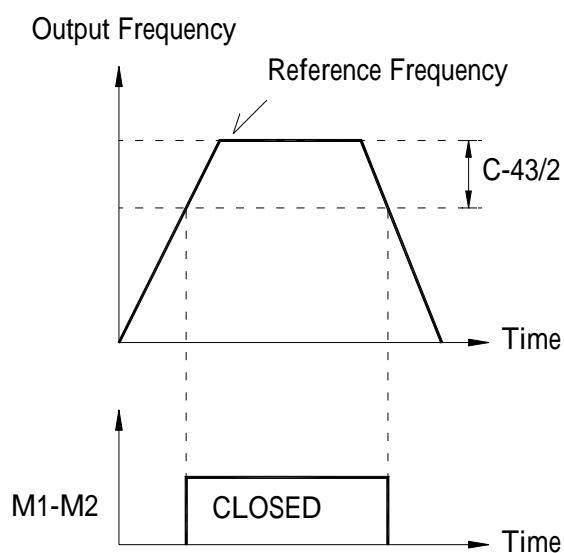 Output Frequency
Reference Frequency
C-43/2
Time
M1-M2
CLOSED
Time